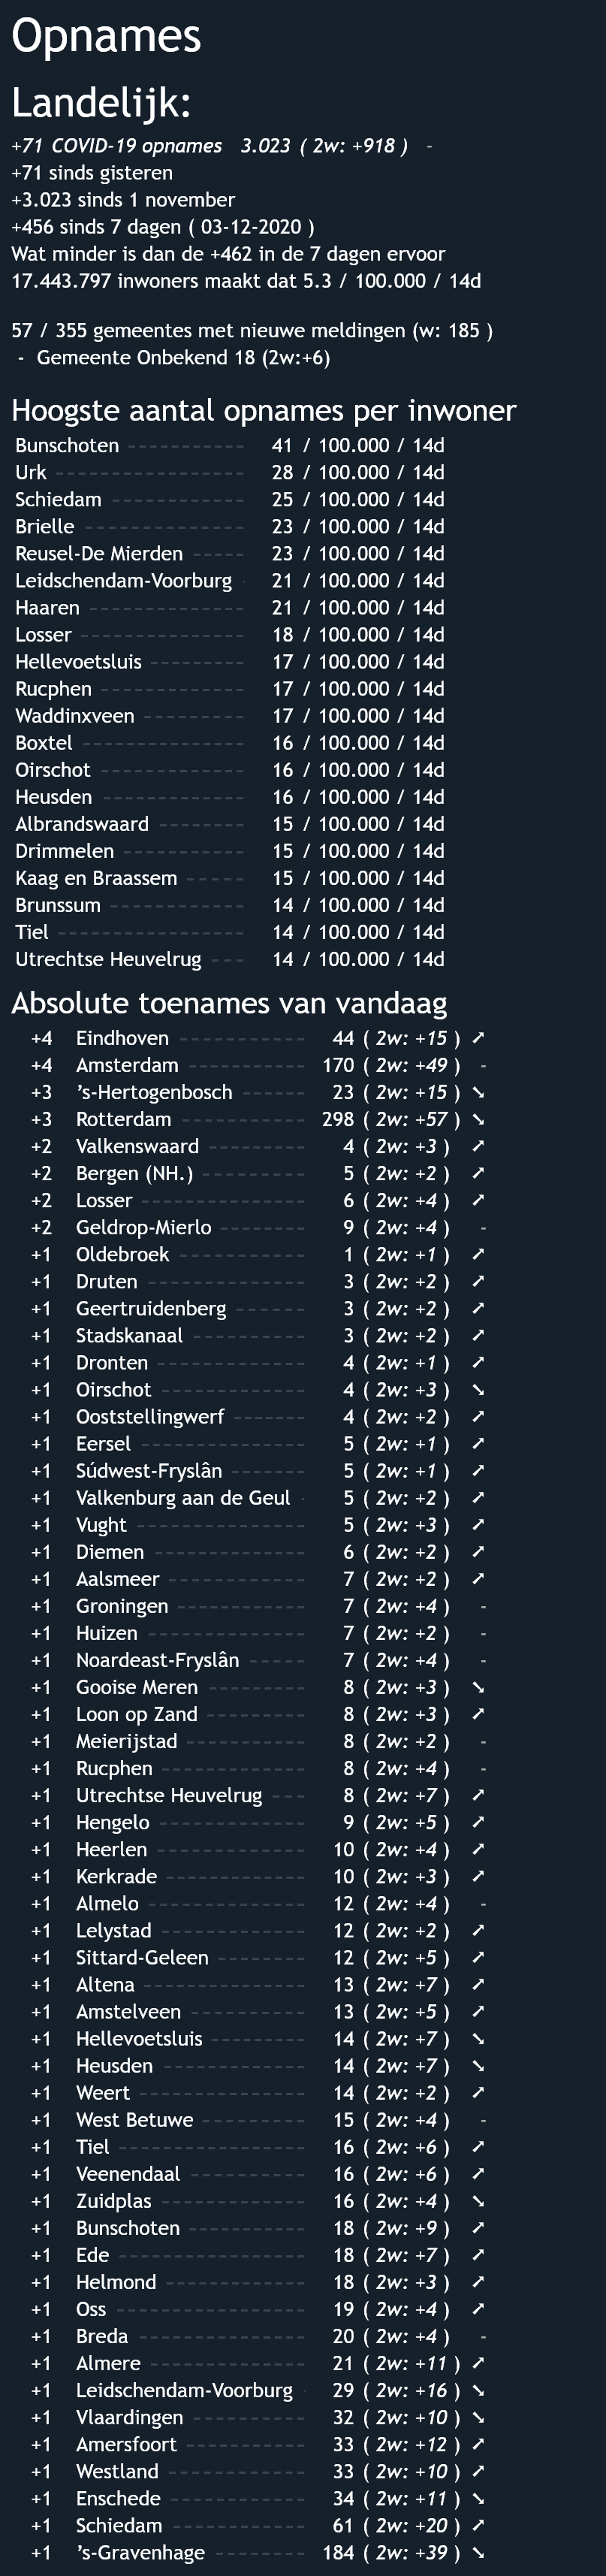 Opnames
Landelijk:
+71 COVID-19 opnames 3.023 ( 2w: +918 ) -
+71 sinds gisteren
+3.023 sinds 1 november
+456 sinds 7 dagen ( 03-12-2020 )
Wat minder is dan de +462 in de 7 dagen ervoor
17.443.797 inwoners maakt dat 5.3 / 100.000 / 14d
57 / 355 gemeentes met nieuwe meldingen (w: 185 )
- Gemeente Onbekend 18 (2w:+6)
Hoogste aantal opnames per inwoner
Bunschoten ----------- 41 / 100.000 / 14d
Urk ------------------ 28 / 100.000 / 14d
Schiedam ------------ 25 / 100.000 / 14d
Brielle --------------- 23 / 100.000 / 14d
Reusel-De Mierden ----- 23 / 100.000 / 14d
Leidschendam-Voorburg - 21 / 100.000 / 14d
Haaren -------------- 21 / 100.000 / 14d
Losser --------------- 18 / 100.000 / 14d
Hellevoetsluis --------- 17 / 100.000 / 14d
Rucphen ------------- 17 / 100.000 / 14d
Waddinxveen --------- 17 / 100.000 / 14d
Boxtel --------------- 16 / 100.000 / 14d
Oirschot ------------- 16 / 100.000 / 14d
Heusden ------------- 16 / 100.000 / 14d
Albrandswaard -------- 15 / 100.000 / 14d
Drimmelen ----------- 15 / 100.000 / 14d
Kaag en Braassem ----- 15 / 100.000 / 14d
Brunssum ------------ 14 / 100.000 / 14d
Tiel ------------------ 14 / 100.000 / 14d
Utrechtse Heuvelrug --- 14 / 100.000 / 14d
Absolute toenames van vandaag
+4 Eindhoven ------------ 44 ( 2w: +15 ) ➚
+4 Amsterdam ----------- 170 ( 2w: +49 ) -
+3 ’s-Hertogenbosch ------ 23 ( 2w: +15 ) ➘
+3 Rotterdam ------------ 298 ( 2w: +57 ) ➘
+2 Valkenswaard --------- 4 ( 2w: +3 ) ➚
+2 Bergen (NH.) ---------- 5 ( 2w: +2 ) ➚
+2 Losser ---------------- 6 ( 2w: +4 ) ➚
+2 Geldrop-Mierlo -------- 9 ( 2w: +4 ) -
+1 Oldebroek ------------ 1 ( 2w: +1 ) ➚
+1 Druten --------------- 3 ( 2w: +2 ) ➚
+1 Geertruidenberg ------ 3 ( 2w: +2 ) ➚
+1 Stadskanaal ----------- 3 ( 2w: +2 ) ➚
+1 Dronten -------------- 4 ( 2w: +1 ) ➚
+1 Oirschot -------------- 4 ( 2w: +3 ) ➘
+1 Ooststellingwerf ------- 4 ( 2w: +2 ) ➚
+1 Eersel ---------------- 5 ( 2w: +1 ) ➚
+1 Súdwest-Fryslân ------- 5 ( 2w: +1 ) ➚
+1 Valkenburg aan de Geul - 5 ( 2w: +2 ) ➚
+1 Vught ---------------- 5 ( 2w: +3 ) ➚
+1 Diemen --------------- 6 ( 2w: +2 ) ➚
+1 Aalsmeer ------------- 7 ( 2w: +2 ) ➚
+1 Groningen ------------ 7 ( 2w: +4 ) -
+1 Huizen --------------- 7 ( 2w: +2 ) -
+1 Noardeast-Fryslân ----- 7 ( 2w: +4 ) -
+1 Gooise Meren --------- 8 ( 2w: +3 ) ➘
+1 Loon op Zand --------- 8 ( 2w: +3 ) ➚
+1 Meierijstad ----------- 8 ( 2w: +2 ) -
+1 Rucphen -------------- 8 ( 2w: +4 ) -
+1 Utrechtse Heuvelrug --- 8 ( 2w: +7 ) ➚
+1 Hengelo -------------- 9 ( 2w: +5 ) ➚
+1 Heerlen -------------- 10 ( 2w: +4 ) ➚
+1 Kerkrade ------------- 10 ( 2w: +3 ) ➚
+1 Almelo --------------- 12 ( 2w: +4 ) -
+1 Lelystad -------------- 12 ( 2w: +2 ) ➚
+1 Sittard-Geleen -------- 12 ( 2w: +5 ) ➚
+1 Altena ---------------- 13 ( 2w: +7 ) ➚
+1 Amstelveen ----------- 13 ( 2w: +5 ) ➚
+1 Hellevoetsluis --------- 14 ( 2w: +7 ) ➘
+1 Heusden -------------- 14 ( 2w: +7 ) ➘
+1 Weert ---------------- 14 ( 2w: +2 ) ➚
+1 West Betuwe ---------- 15 ( 2w: +4 ) -
+1 Tiel ------------------ 16 ( 2w: +6 ) ➚
+1 Veenendaal ----------- 16 ( 2w: +6 ) ➚
+1 Zuidplas -------------- 16 ( 2w: +4 ) ➘
+1 Bunschoten ----------- 18 ( 2w: +9 ) ➚
+1 Ede ------------------ 18 ( 2w: +7 ) ➚
+1 Helmond ------------- 18 ( 2w: +3 ) ➚
+1 Oss ------------------ 19 ( 2w: +4 ) ➚
+1 Breda ---------------- 20 ( 2w: +4 ) -
+1 Almere --------------- 21 ( 2w: +11 ) ➚
+1 Leidschendam-Voorburg - 29 ( 2w: +16 ) ➘
+1 Vlaardingen ----------- 32 ( 2w: +10 ) ➘
+1 Amersfoort ----------- 33 ( 2w: +12 ) ➚
+1 Westland ------------- 33 ( 2w: +10 ) ➚
+1 Enschede ------------- 34 ( 2w: +11 ) ➘
+1 Schiedam ------------- 61 ( 2w: +20 ) ➚
+1 ’s-Gravenhage --------- 184 ( 2w: +39 ) ➘